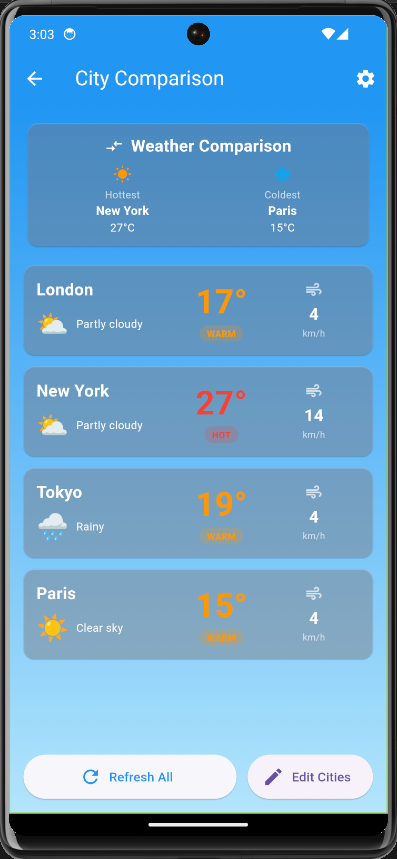 3:03
City Comparison
Weather Comparison
Hottest
Coldest
New York
Paris
27°C
15°C
London
Partly cloudy
17°
WARM
4
km/h
New York
Partly cloudy
27°
HOT
14
km/h
Tokyo
Rainy
19°
WARM
4
km/h
Paris
Clear sky
15°
WARM
4
km/h
Refresh All
Edit Cities